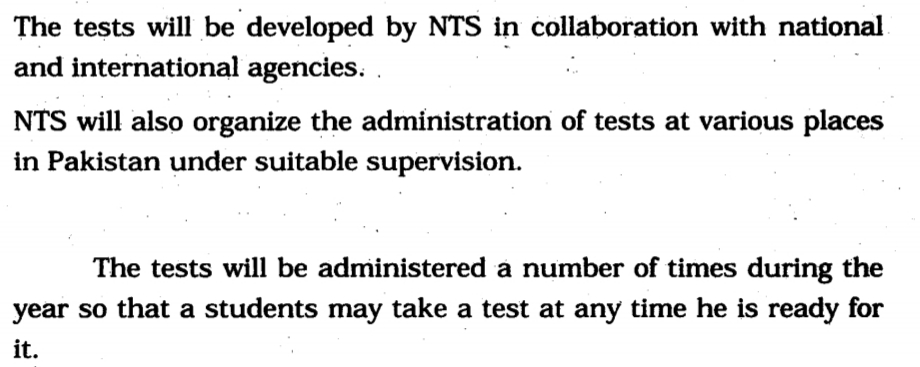 The tests will be developed by NTS in collaboration with national
and international agencies.
NTS will also organize the administration of tests at various places
in Pakistan under suitable supervision.
The tests will be administered a number of times during the
year so that a students may take a test at any time he is ready for
it.